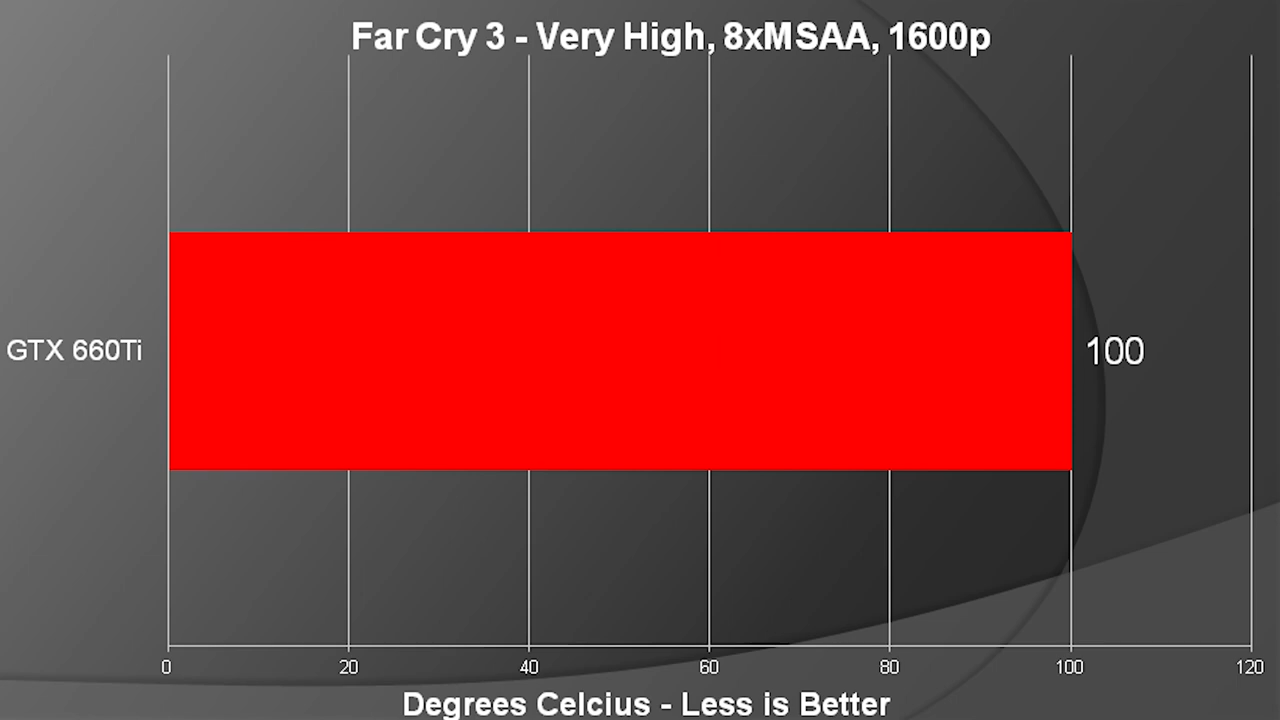 Far Cry 3 - Very High, 8xMSAA, 1600p
GTX 660Ti
100
0 20 40 60 80 100 120
Degrees Celcius - Less is Better